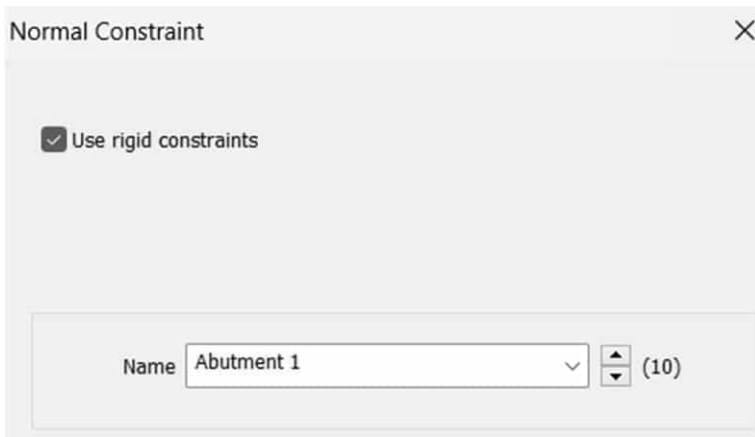 Normal Constraint
Use rigid constraints
Name Abutment 1 (10)